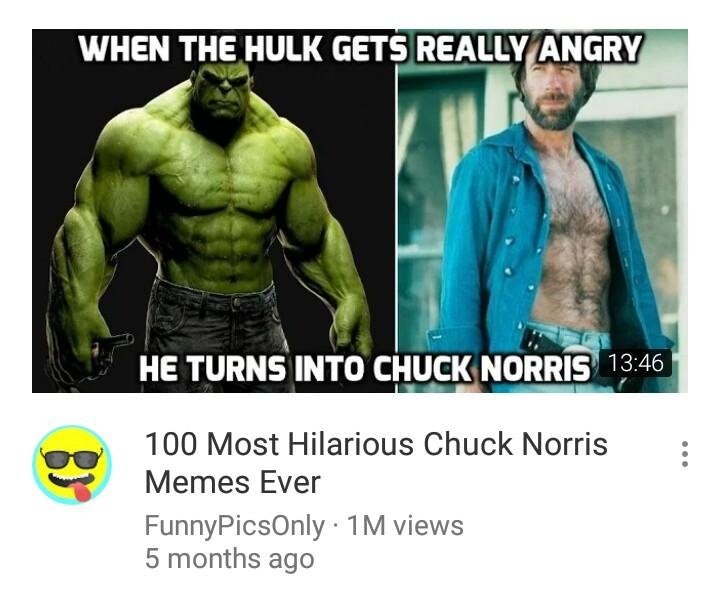 WHEN THE HULK GETS REALLY ANGRY
HE TURNS INTO CHUCK NORRIS
13:46
100 Most Hilarious Chuck Norris
Memes Ever
FunnyPicsOnly · 1M views
5 months ago